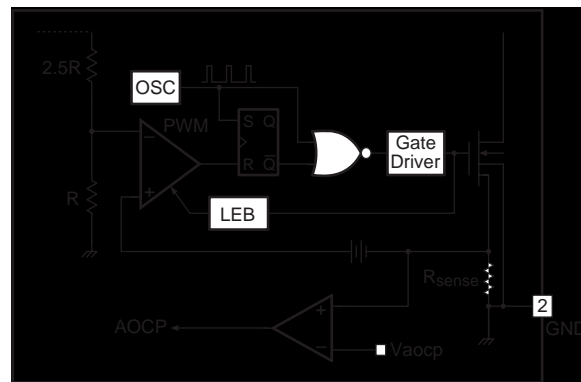 2.5R
OSC
PWM
S Q
R Q̅
Gate
Driver
R
LEB
Rsense
2
GND
AOCP
+
−
Vaocp
−
+